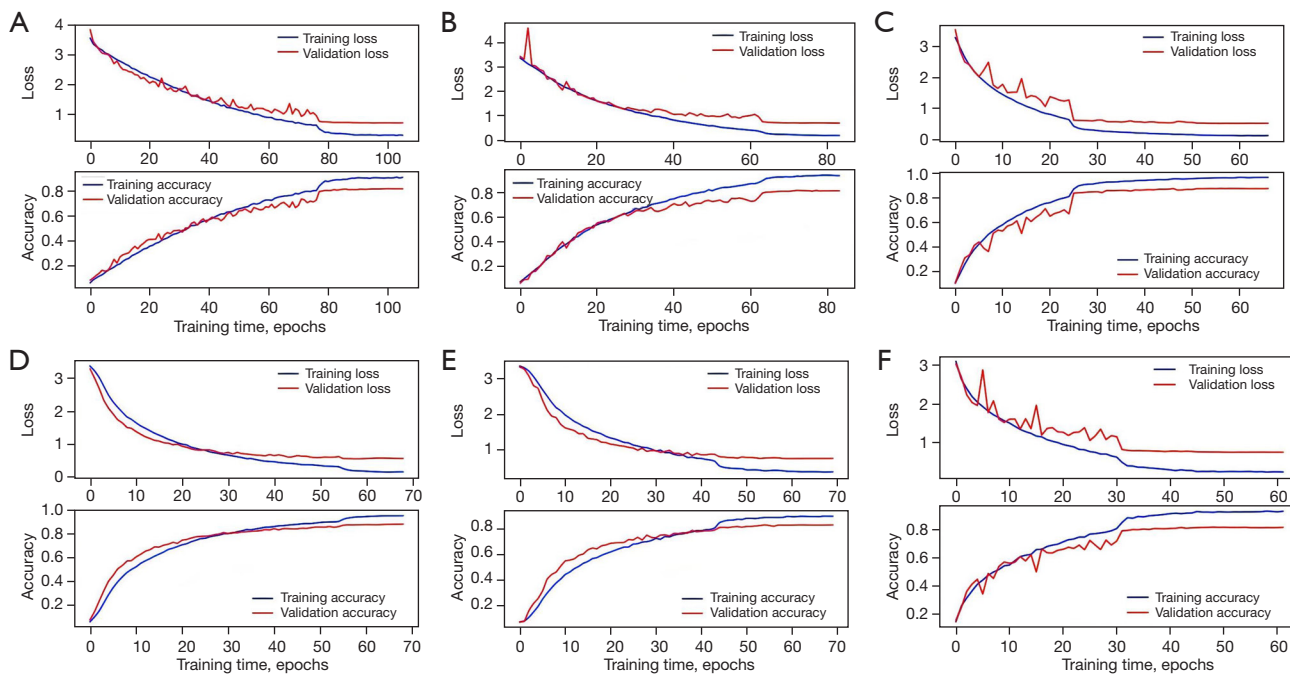 A
4
3
2
1
Loss
Training loss
Validation loss
0 20 40 60 80 100
0.8
0.6
0.4
0.2
Accuracy
Training accuracy
Validation accuracy
0 20 40 60 80 100
Training time, epochs
B
4
3
2
1
0
Loss
Training loss
Validation loss
0 20 40 60 80
0.8
0.6
0.4
0.2
Accuracy
Training accuracy
Validation accuracy
0 20 40 60 80
Training time, epochs
C
3
2
1
0
Loss
Training loss
Validation loss
0 10 20 30 40 50 60
1.0
0.8
0.6
0.4
0.2
Accuracy
Training accuracy
Validation accuracy
0 10 20 30 40 50 60
Training time, epochs
D
3
2
1
0
Loss
Training loss
Validation loss
0 10 20 30 40 50 60 70
1.0
0.8
0.6
0.4
0.2
Accuracy
Training accuracy
Validation accuracy
0 10 20 30 40 50 60 70
Training time, epochs
E
3
2
1
Loss
Training loss
Validation loss
0 10 20 30 40 50 60 70
0.8
0.6
0.4
0.2
Accuracy
Training accuracy
Validation accuracy
0 10 20 30 40 50 60 70
Training time, epochs
F
3
2
1
Loss
Training loss
Validation loss
0 10 20 30 40 50 60
0.8
0.6
0.4
0.2
Accuracy
Training accuracy
Validation accuracy
0 10 20 30 40 50 60
Training time, epochs